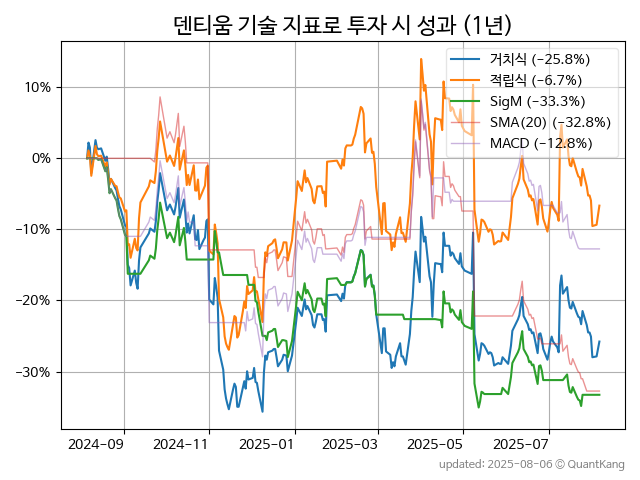 덴티움 기술 지표로 투자 시 성과 (1년)
거치식 (−25.8%)
적립식 (−6.7%)
SigM (−33.3%)
SMA(20) (−32.8%)
MACD (−12.8%)
10%
0%
−10%
−20%
−30%
2024-09 2024-11 2025-01 2025-03 2025-05 2025-07
updated: 2025-08-06 © QuantKang